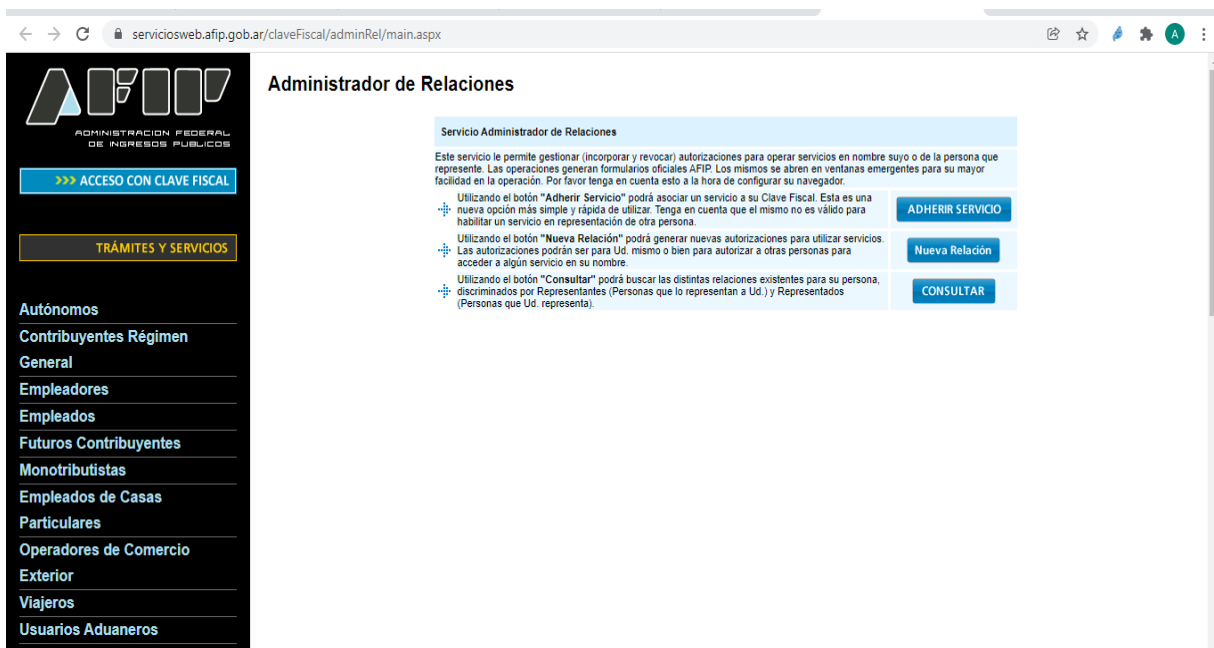 serviciosweb.afip.gob.ar/claveFiscal/adminRel/main.aspx
A
AFIP
ADMINISTRACION FEDERAL
DE INGRESOS PUBLICOS
>>> ACCESO CON CLAVE FISCAL
TRÁMITES Y SERVICIOS
Autónomos
Contribuyentes Régimen
General
Empleadores
Empleados
Futuros Contribuyentes
Monotributistas
Empleados de Casas
Particulares
Operadores de Comercio
Exterior
Viajeros
Usuarios Aduaneros
Administrador de Relaciones
Servicio Administrador de Relaciones
Este servicio le permite gestionar (incorporar y revocar) autorizaciones para operar servicios en nombre suyo o de la persona que
represente. Las operaciones generan formularios oficiales AFIP. Los mismos se abren en ventanas emergentes para su mayor
facilidad en la operación. Por favor tenga en cuenta esto a la hora de configurar su navegador.
Utilizando el botón "Adherir Servicio" podrá asociar un servicio a su Clave Fiscal. Esta es una
nueva opción más simple y rápida de utilizar. Tenga en cuenta que el mismo no es válido para
habilitar un servicio en representación de otra persona.
ADHERIR SERVICIO
Utilizando el botón "Nueva Relación" podrá generar nuevas autorizaciones para utilizar servicios.
Las autorizaciones podrán ser para Ud. mismo o bien para autorizar a otras personas para
acceder a algún servicio en su nombre.
Nueva Relación
Utilizando el botón "Consultar" podrá buscar las distintas relaciones existentes para su persona,
discriminados por Representantes (Personas que lo representan a Ud.) y Representados
(Personas que Ud. representa).
CONSULTAR